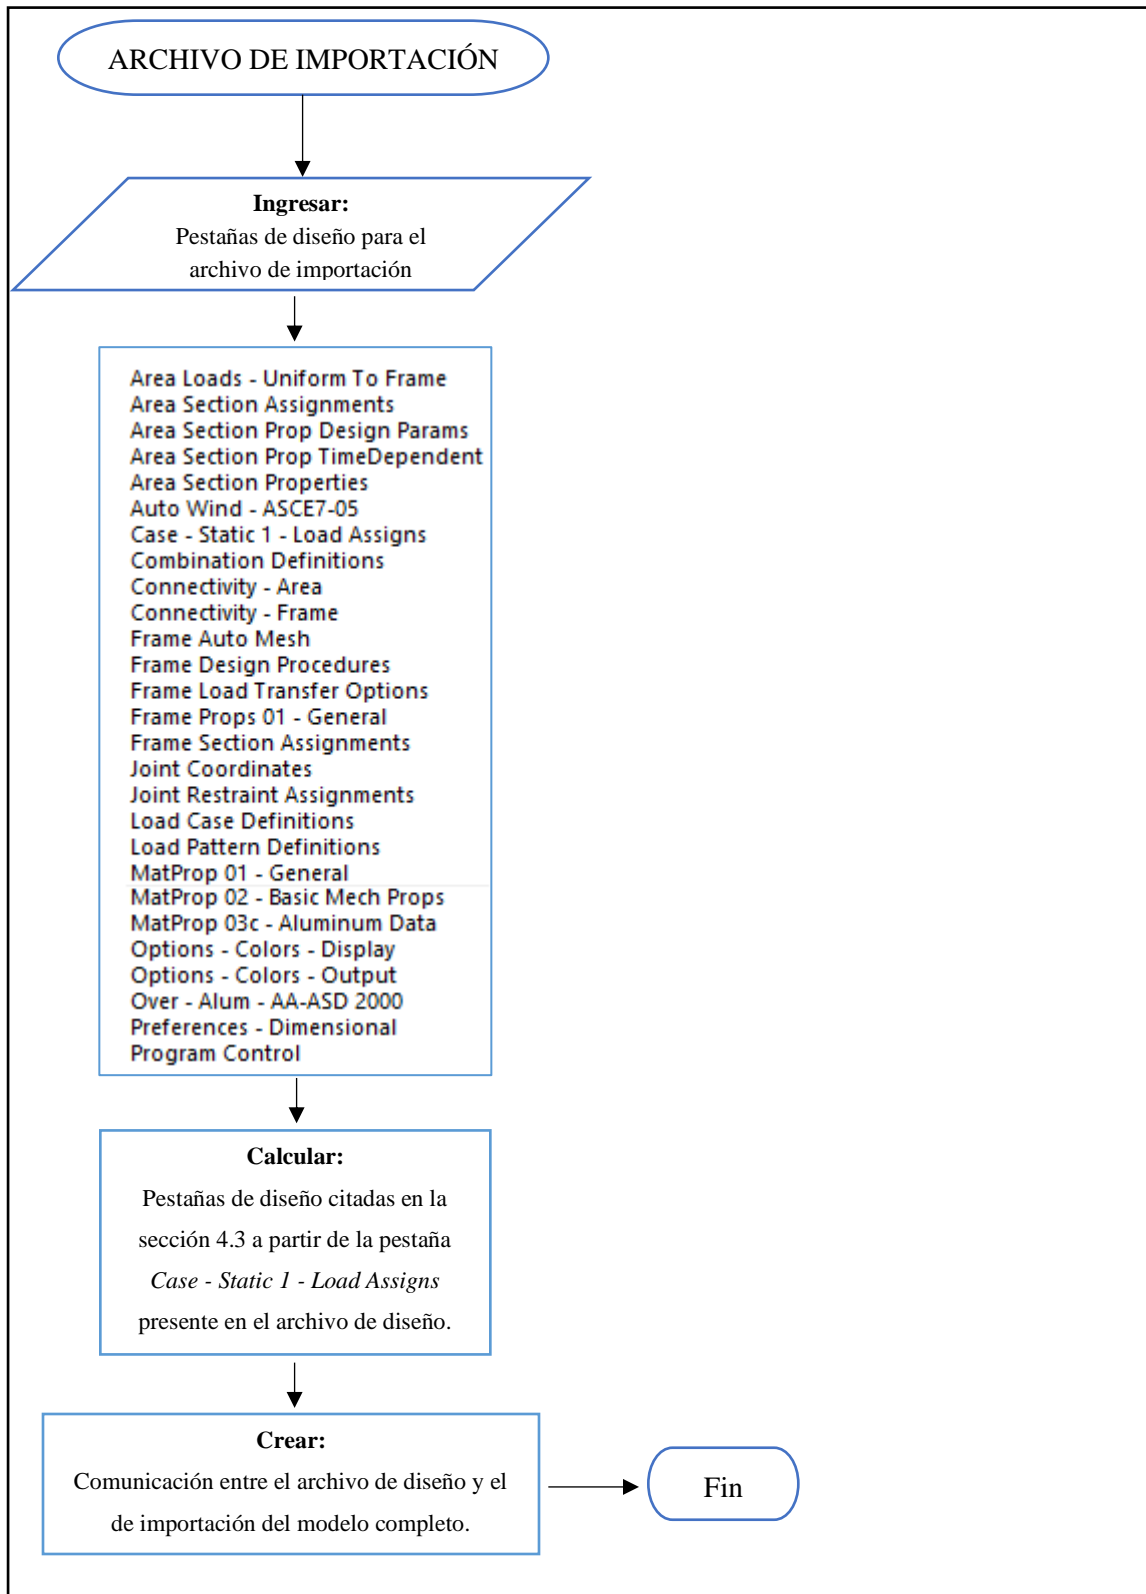 ARCHIVO DE IMPORTACIÓN
Ingresar:
Pestañas de diseño para el
archivo de importación
Area Loads - Uniform To Frame
Area Section Assignments
Area Section Prop Design Params
Area Section Prop TimeDependent
Area Section Properties
Auto Wind - ASCE7-05
Case - Static 1 - Load Assigns
Combination Definitions
Connectivity - Area
Connectivity - Frame
Frame Auto Mesh
Frame Design Procedures
Frame Load Transfer Options
Frame Props 01 - General
Frame Section Assignments
Joint Coordinates
Joint Restraint Assignments
Load Case Definitions
Load Pattern Definitions
MatProp 01 - General
MatProp 02 - Basic Mech Props
MatProp 03c - Aluminum Data
Options - Colors - Display
Options - Colors - Output
Over - Alum - AA-ASD 2000
Preferences - Dimensional
Program Control
Calcular:
Pestañas de diseño citadas en la
sección 4.3 a partir de la pestaña
Case - Static 1 - Load Assigns
presente en el archivo de diseño.
Crear:
Comunicación entre el archivo de diseño y el
de importación del modelo completo.
Fin